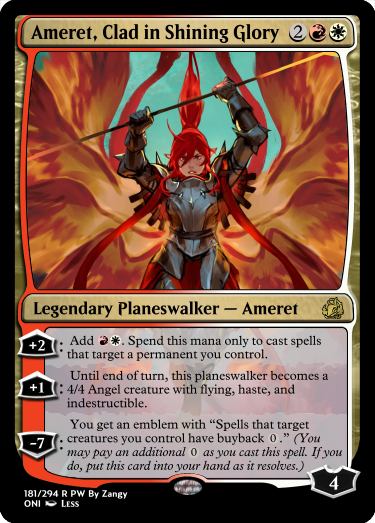 Ameret, Clad in Shining Glory 2
Legendary Planeswalker — Ameret
+2: Add . Spend this mana only to cast spells
that target a permanent you control.
+1: Until end of turn, this planeswalker becomes a
4/4 Angel creature with flying, haste, and
indestructible.
-7: You get an emblem with “Spells that target
creatures you control have buyback 0.” (You
may pay an additional 0 as you cast this spell. If you
do, put this card into your hand as it resolves.)
4
181/294 R PW By Zangy
ONI Less